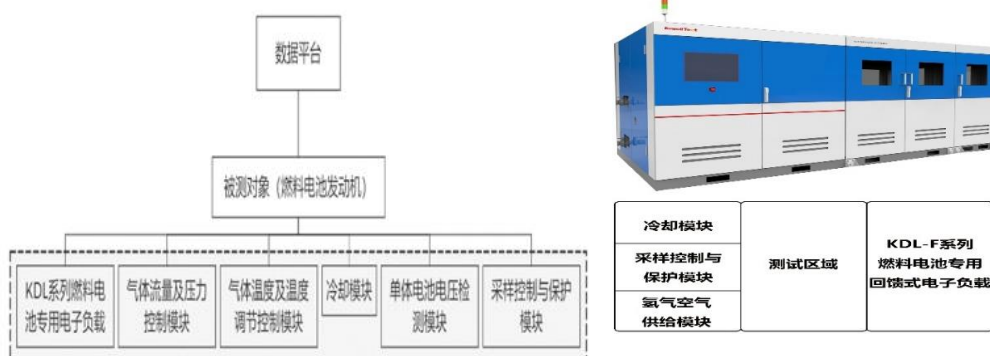 数据平台
被测对象（燃料电池发动机）
KDL系列燃料电
池专用电子负载
气体流量及压力
控制模块
气体温度及温度
调节控制模块
冷却模块
单体电池电压检
测模块
采样控制与保护
模块
冷却模块
采样控制与
保护模块
氢气空气
供给模块
测试区域
KDL-F系列
燃料电池专用
回馈式电子负载